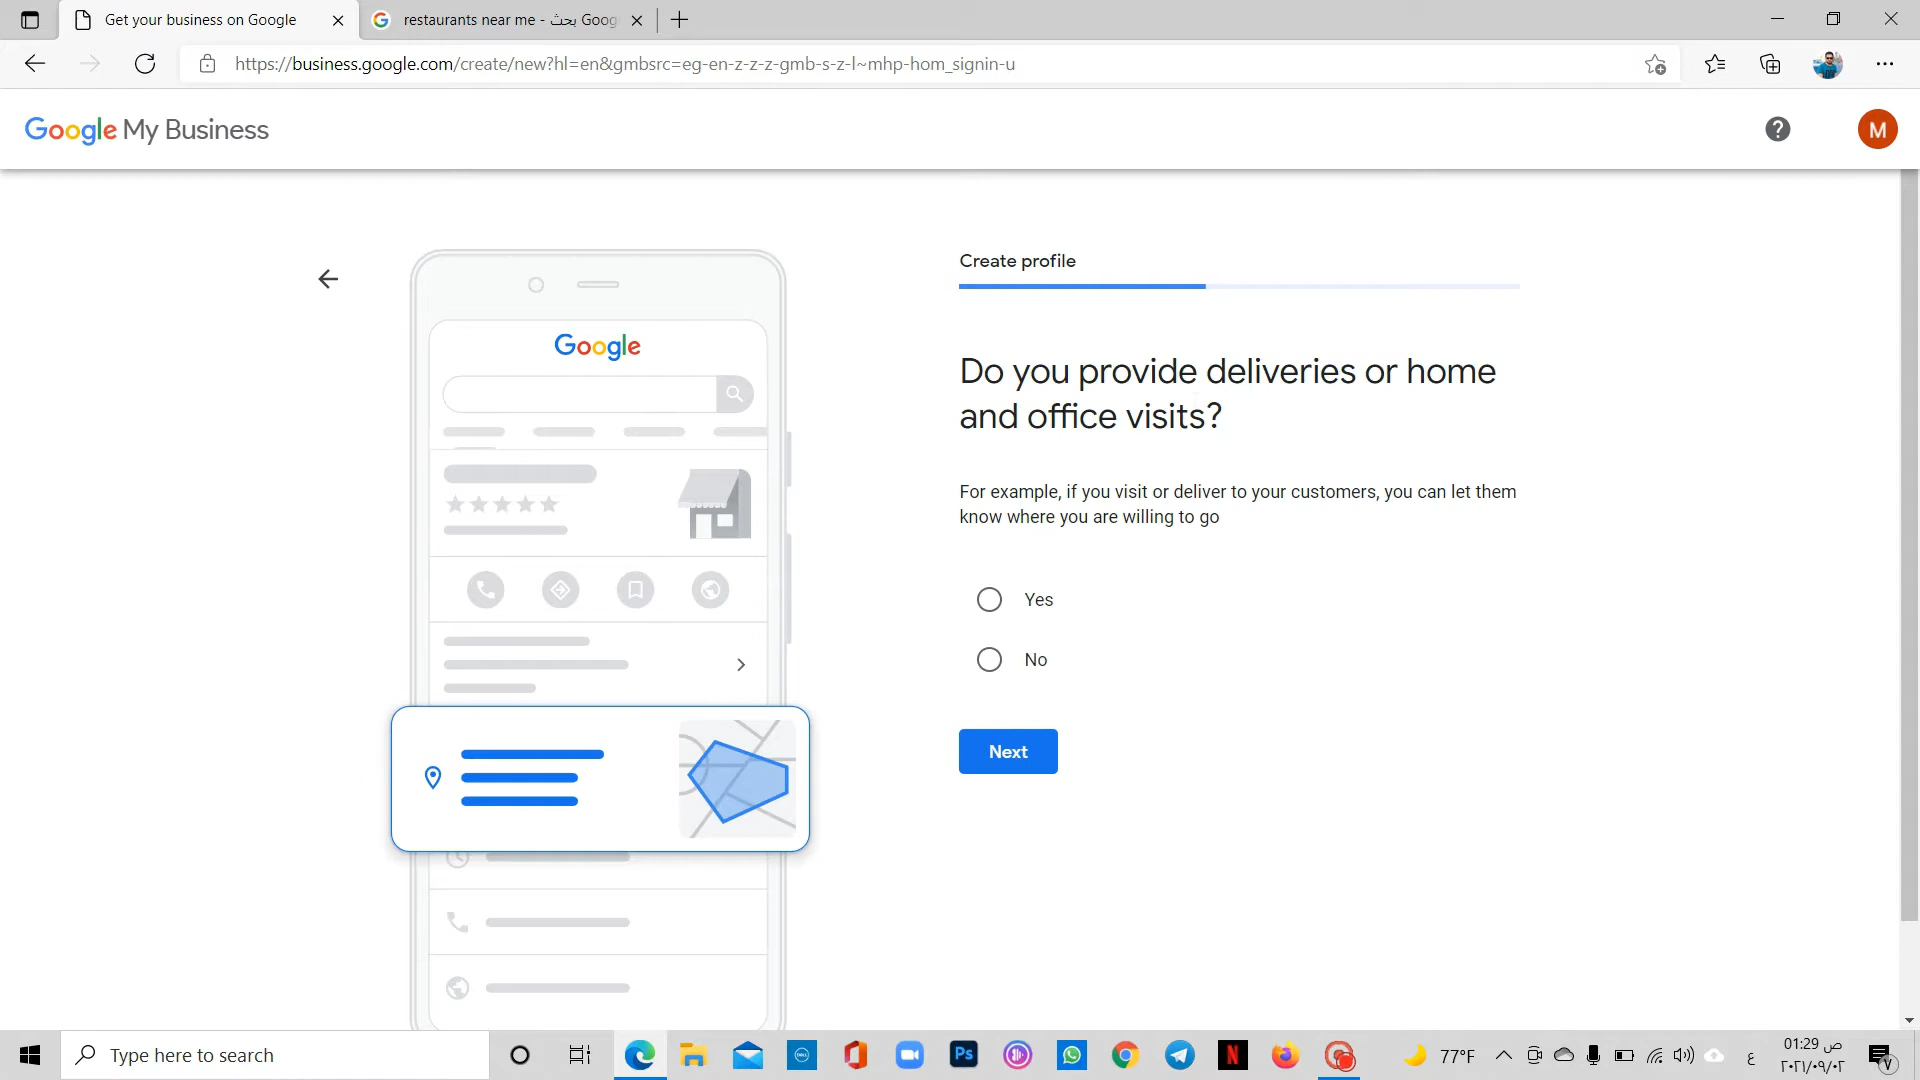 Get your business on Google
restaurants near me - بحث Goog
https://business.google.com/create/new?hl=en&gmbsrc=eg-en-z-z-z-gmb-s-z-l~mhp-hom_signin-u
Google My Business
M
Create profile
Google
Do you provide deliveries or home
and office visits?
For example, if you visit or deliver to your customers, you can let them
know where you are willing to go
Yes
No
Next
Type here to search
DELL
Ps
N
77°F
ع
01:29 ص
٢٠٢١/٠٩/٠٢